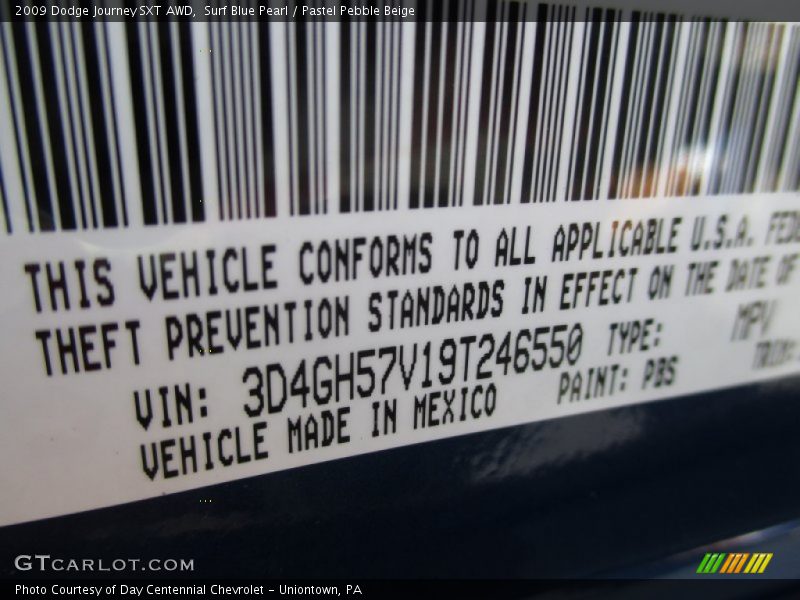 2009 Dodge Journey SXT AWD,  Surf Blue Pearl / Pastel Pebble Beige
THIS VEHICLE CONFORMS TO ALL APPLICABLE U.S.A. FEDE
THEFT PREVENTION STANDARDS IN EFFECT ON THE DATE OF
VIN: 3D4GH57V19T246550 TYPE: MPV
VEHICLE MADE IN MEXICO PAINT: PBS TRIM:
GTCARLOT.COM
Photo Courtesy of Day Centennial Chevrolet - Uniontown, PA